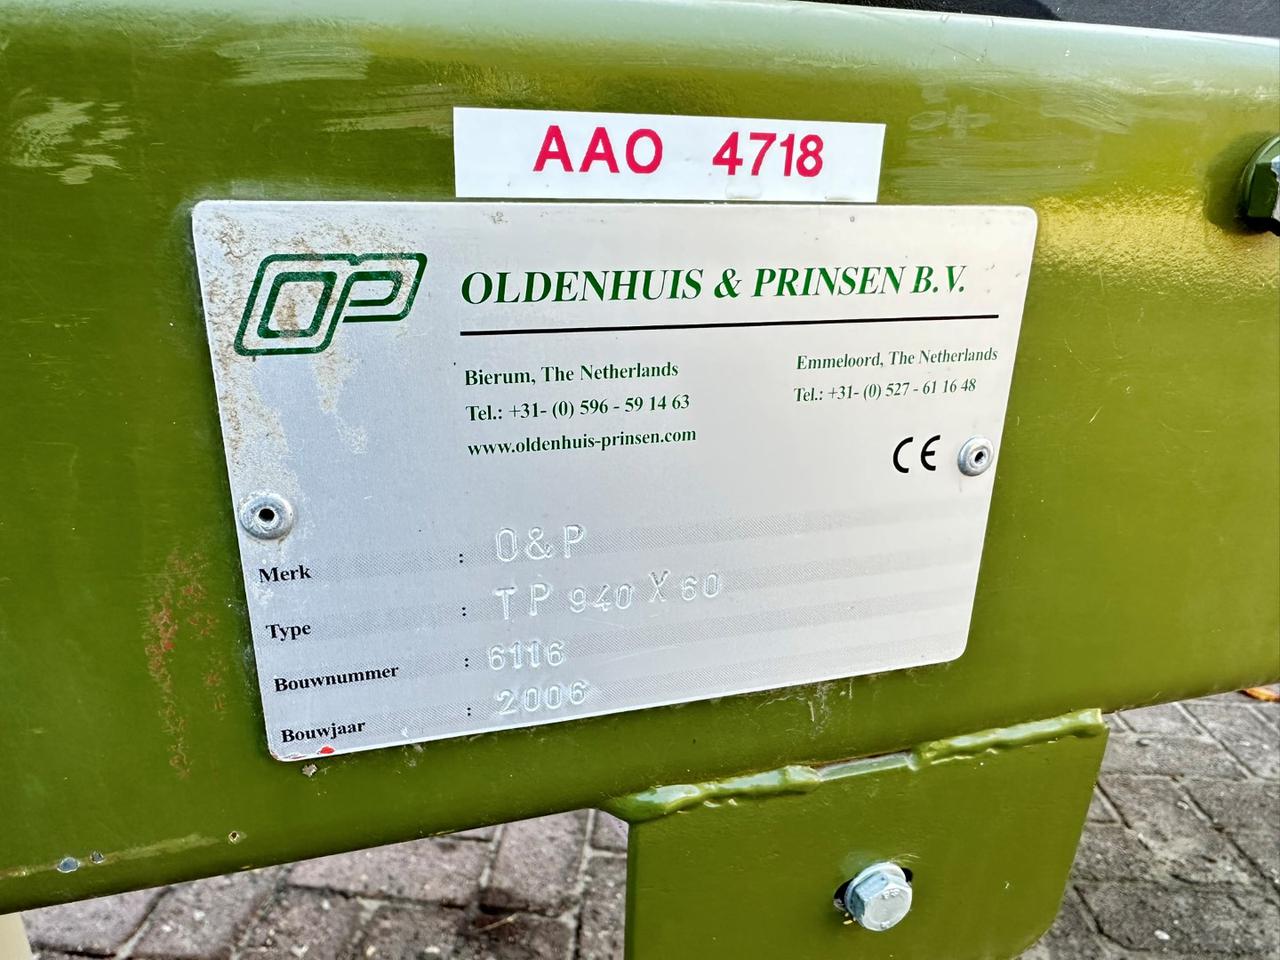 AAO 4718
OP
OLDENHUIS & PRINSEN B.V.
Bierum, The Netherlands
Tel.: +31- (0) 596 - 59 14 63
www.oldenhuis-prinsen.com
Emmeloord, The Netherlands
Tel.: +31- (0) 527 - 61 16 48
CE
Merk : O&P
Type : TP 940 X 60
Bouwnummer : 6116
Bouwjaar : 2006